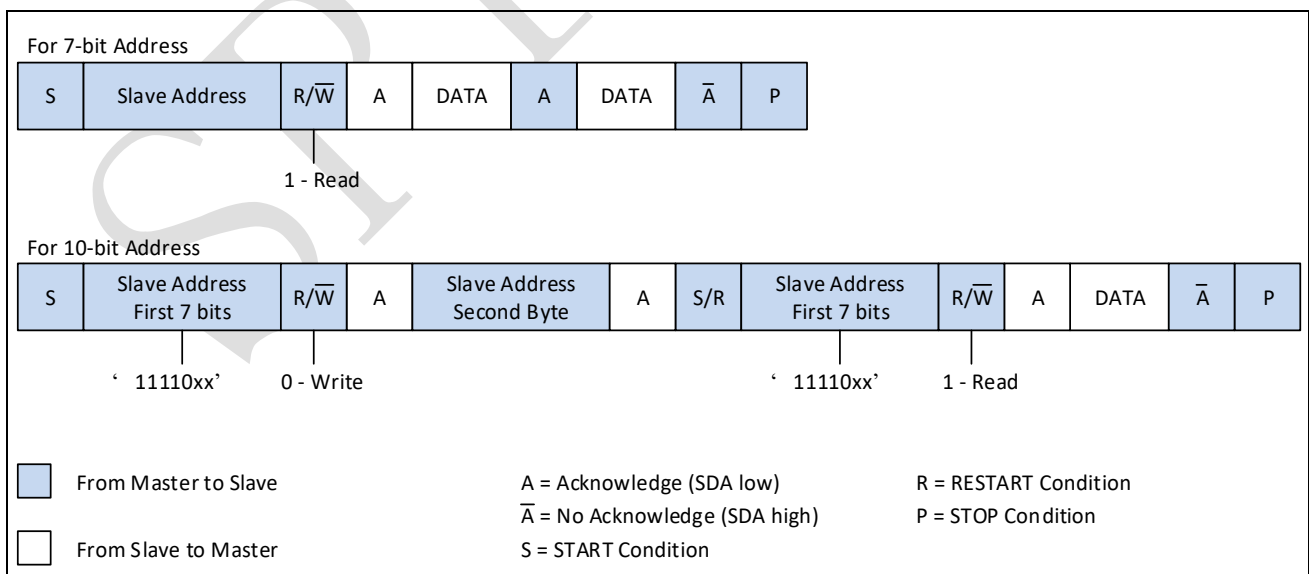 For 7-bit Address
S Slave Address R/W̅ A DATA A DATA A̅ P
1 - Read
For 10-bit Address
S Slave Address First 7 bits R/W̅ A Slave Address Second Byte A S/R Slave Address First 7 bits R/W̅ A DATA A̅ P
‘ 11110xx’ 0 - Write ‘ 11110xx’ 1 - Read
From Master to Slave A = Acknowledge (SDA low) R = RESTART Condition
A̅ = No Acknowledge (SDA high) P = STOP Condition
From Slave to Master S = START Condition